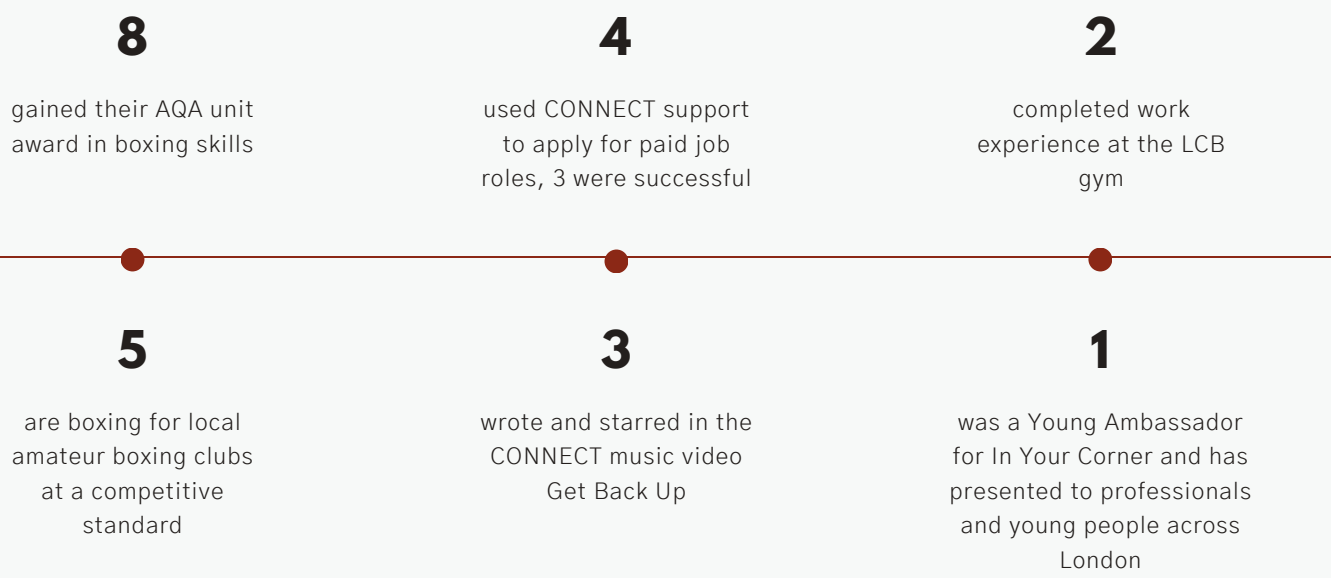 8
gained their AQA unit
award in boxing skills
4
used CONNECT support
to apply for paid job
roles, 3 were successful
2
completed work
experience at the LCB
gym
5
are boxing for local
amateur boxing clubs
at a competitive
standard
3
wrote and starred in the
CONNECT music video
Get Back Up
1
was a Young Ambassador
for In Your Corner and has
presented to professionals
and young people across
London